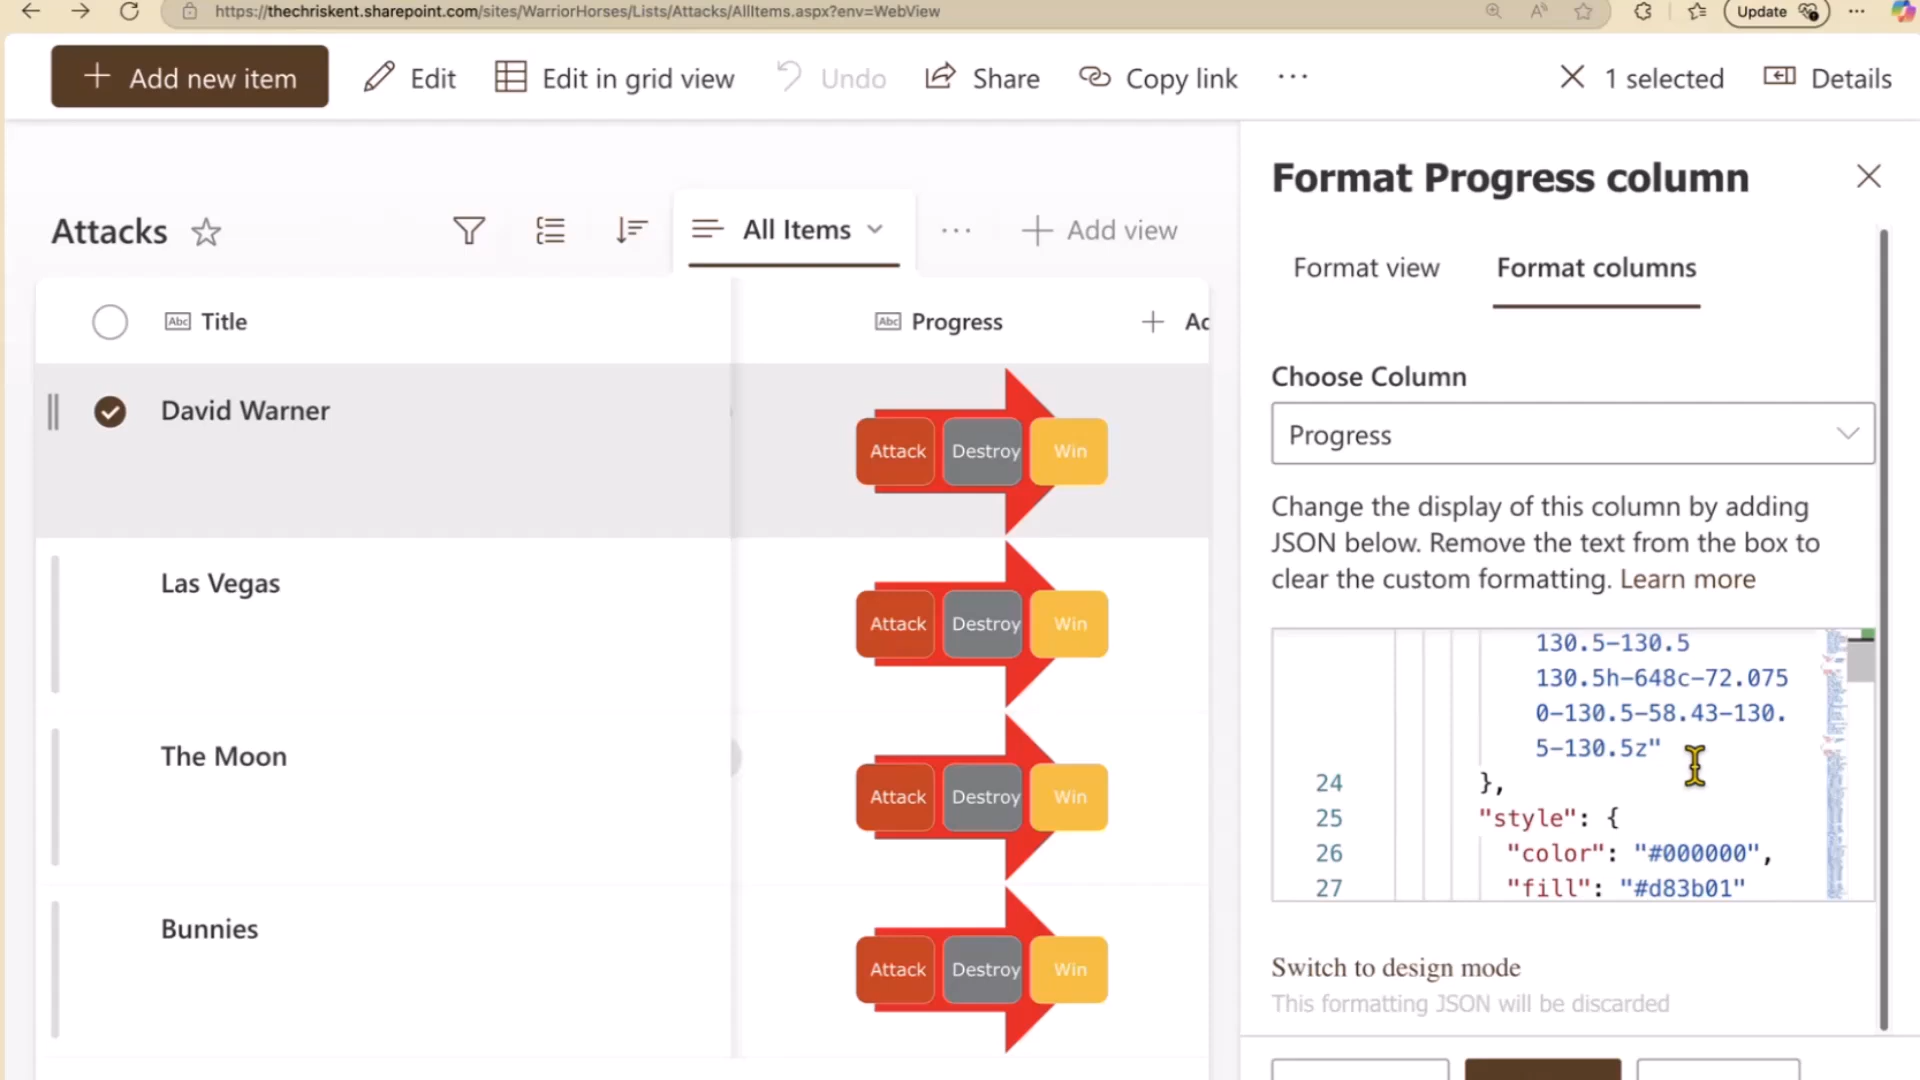 https://thechriskent.sharepoint.com/sites/WarriorHorses/Lists/Attacks/AllItems.aspx?env=WebView
Update
Add new item
Edit
Edit in grid view
Undo
Share
Copy link
1 selected
Details
Format Progress column
Attacks
All Items
Add view
Format view
Format columns
Abc Title
Abc Progress
Ac
Choose Column
Progress
David Warner
Attack Destroy Win
Change the display of this column by adding
JSON below. Remove the text from the box to
clear the custom formatting. Learn more
Las Vegas
Attack Destroy Win
130.5-130.5
130.5h-648c-72.075
0-130.5-58.43-130.
5-130.5z"
24 },
25 "style": {
26 "color": "#000000",
27 "fill": "#d83b01"
The Moon
Attack Destroy Win
Bunnies
Attack Destroy Win
Switch to design mode
This formatting JSON will be discarded